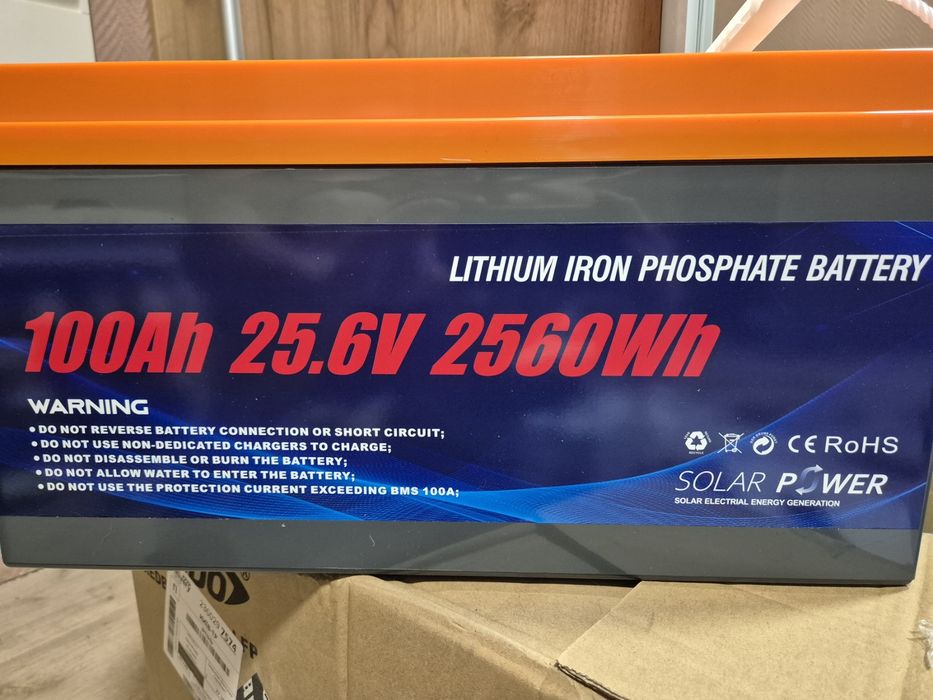 LITHIUM IRON PHOSPHATE BATTERY
100Ah 25.6V 2560Wh
WARNING
• DO NOT REVERSE BATTERY CONNECTION OR SHORT CIRCUIT;
• DO NOT USE NON-DEDICATED CHARGERS TO CHARGE;
• DO NOT DISASSEMBLE OR BURN THE BATTERY;
• DO NOT ALLOW WATER TO ENTER THE BATTERY;
• DO NOT USE THE PROTECTION CURRENT EXCEEDING BMS 100A;
CE RoHS
SOLAR POWER
SOLAR ELECTRIAL ENERGY GENERATION
7574